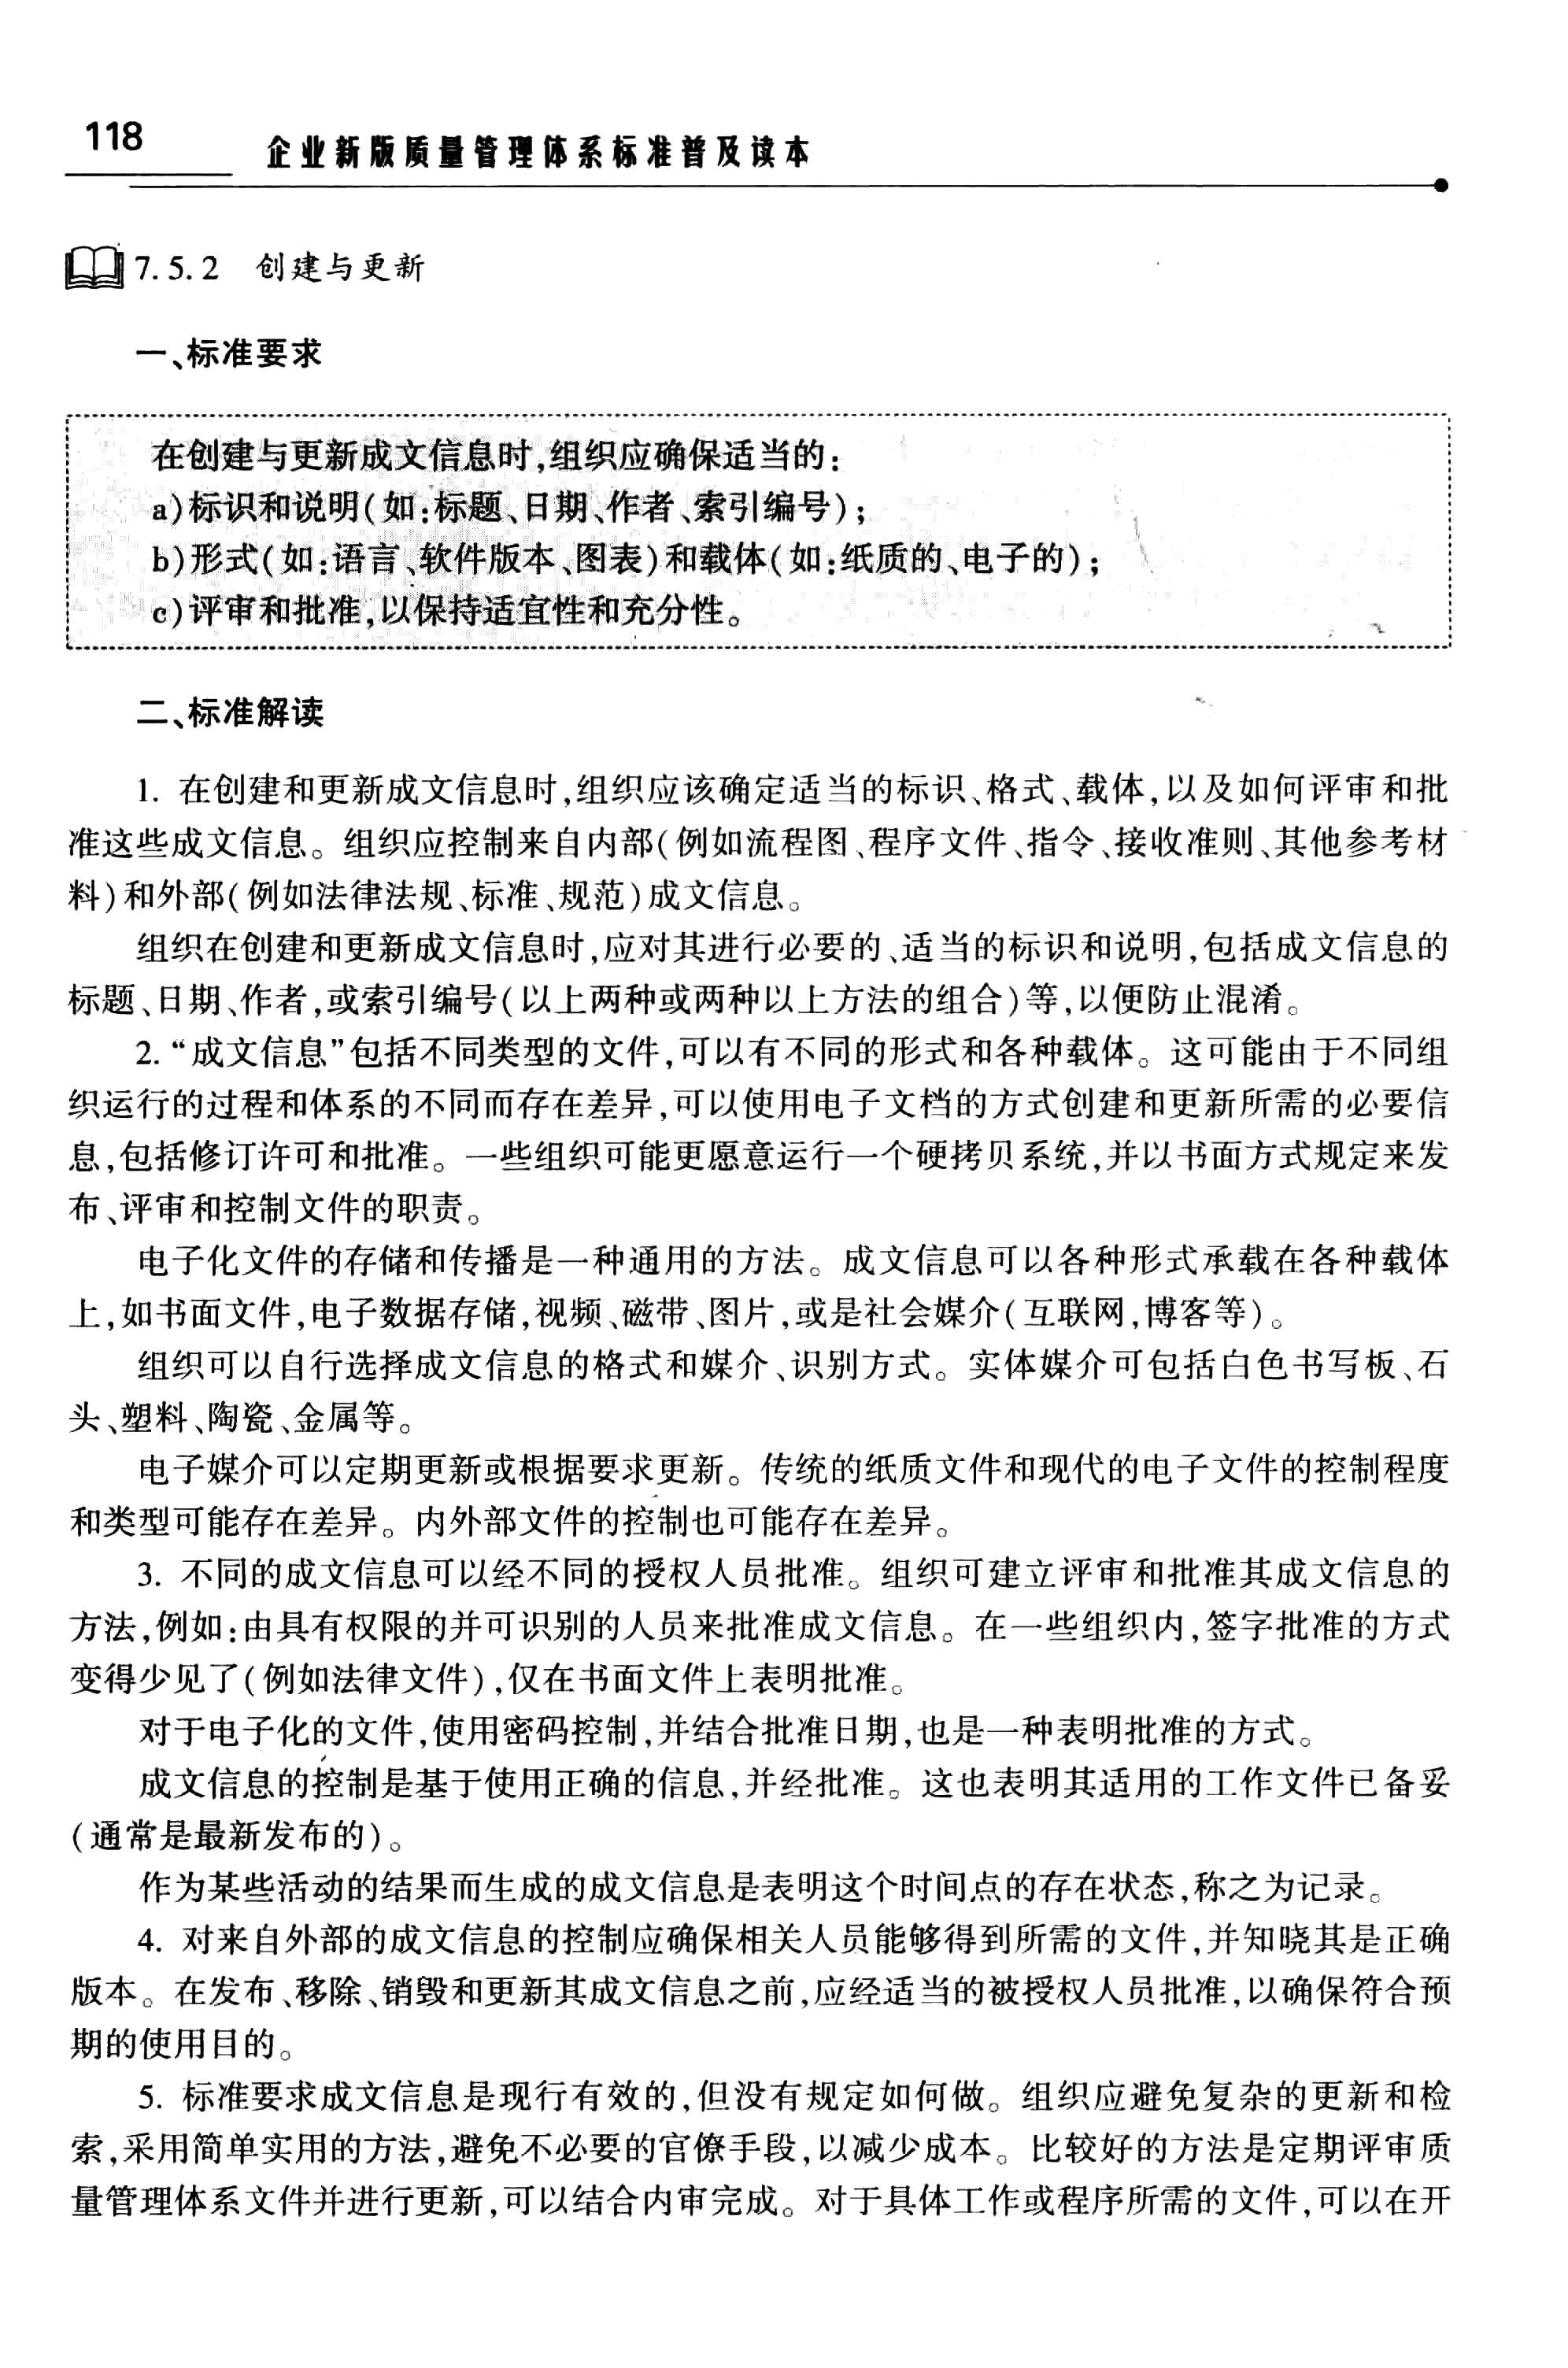 118
企业新版质量管理体系标准普及读本
7.5.2 创建与更新
一、标准要求
在创建与更新成文信息时,组织应确保适当的:
a)标识和说明(如:标题、日期、作者、索引编号);
b)形式(如:语言、软件版本、图表)和载体(如:纸质的、电子的);
c)评审和批准,以保持适宜性和充分性。
二、标准解读
1. 在创建和更新成文信息时,组织应该确定适当的标识、格式、载体,以及如何评审和批
准这些成文信息。组织应控制来自内部(例如流程图、程序文件、指令、接收准则、其他参考材
料)和外部(例如法律法规、标准、规范)成文信息。
组织在创建和更新成文信息时,应对其进行必要的、适当的标识和说明,包括成文信息的
标题、日期、作者,或索引编号(以上两种或两种以上方法的组合)等,以便防止混淆。
2. “成文信息”包括不同类型的文件,可以有不同的形式和各种载体。这可能由于不同组
织运行的过程和体系的不同而存在差异,可以使用电子文档的方式创建和更新所需的必要信
息,包括修订许可和批准。一些组织可能更愿意运行一个硬拷贝系统,并以书面方式规定来发
布、评审和控制文件的职责。
电子化文件的存储和传播是一种通用的方法。成文信息可以各种形式承载在各种载体
上,如书面文件,电子数据存储,视频、磁带、图片,或是社会媒介(互联网,博客等)。
组织可以自行选择成文信息的格式和媒介、识别方式。实体媒介可包括白色书写板、石
头、塑料、陶瓷、金属等。
电子媒介可以定期更新或根据要求更新。传统的纸质文件和现代的电子文件的控制程度
和类型可能存在差异。内外部文件的控制也可能存在差异。
3. 不同的成文信息可以经不同的授权人员批准。组织可建立评审和批准其成文信息的
方法,例如:由具有权限的并可识别的人员来批准成文信息。在一些组织内,签字批准的方式
变得少见了(例如法律文件),仅在书面文件上表明批准。
对于电子化的文件,使用密码控制,并结合批准日期,也是一种表明批准的方式。
成文信息的控制是基于使用正确的信息,并经批准。这也表明其适用的工作文件已备妥
(通常是最新发布的)。
作为某些活动的结果而生成的成文信息是表明这个时间点的存在状态,称之为记录。
4. 对来自外部的成文信息的控制应确保相关人员能够得到所需的文件,并知晓其是正确
版本。在发布、移除、销毁和更新其成文信息之前,应经适当的被授权人员批准,以确保符合预
期的使用目的。
5. 标准要求成文信息是现行有效的,但没有规定如何做。组织应避免复杂的更新和检
索,采用简单实用的方法,避免不必要的官僚手段,以减少成本。比较好的方法是定期评审质
量管理体系文件并进行更新,可以结合内审完成。对于具体工作或程序所需的文件,可以在开